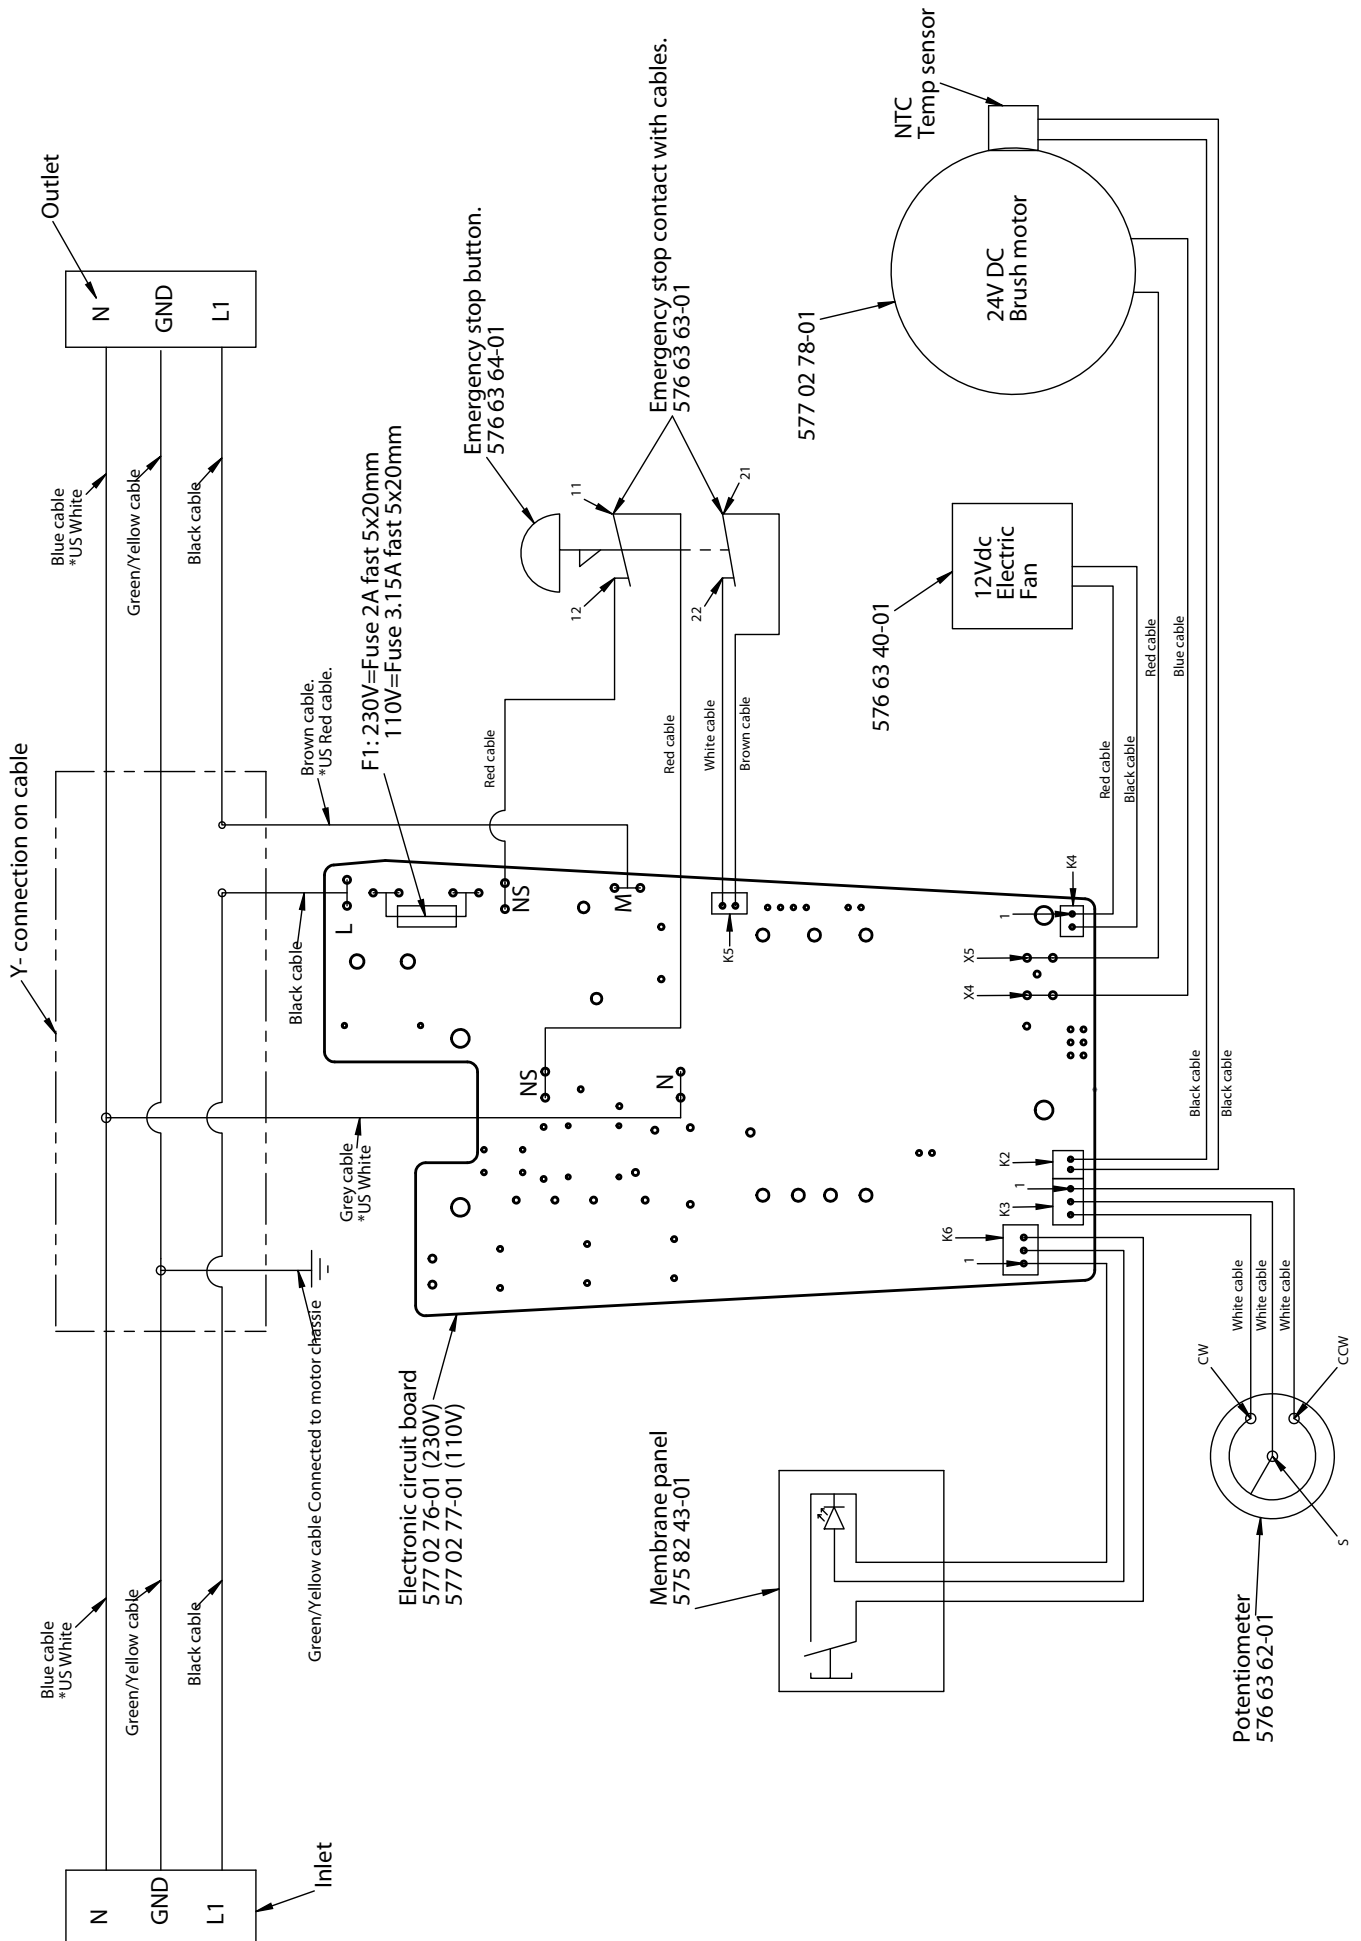 Y- connection on cable
Inlet
N
GND
L1
Blue cable
*US White
Green/Yellow cable
Black cable
Blue cable
*US White
Green/Yellow cable
Black cable
Outlet
N
GND
L1
Green/Yellow cable Connected to motor chassie
Grey cable
*US White
Black cable
Brown cable.
*US Red cable.
F1: 230V=Fuse 2A fast 5x20mm
110V=Fuse 3.15A fast 5x20mm
Emergency stop button.
576 63 64-01
Emergency stop contact with cables.
576 63 63-01
12
11
22
21
Red cable
Red cable
White cable
Brown cable
L
NS
M
NS
N
K5
Electronic circuit board
577 02 76-01 (230V)
577 02 77-01 (110V)
K6
1
K3
1
K2
X4
X5
1
K4
Membrane panel
575 82 43-01
Potentiometer
576 63 62-01
CW
CCW
S
White cable
White cable
White cable
Black cable
Black cable
Red cable
Black cable
Red cable
Blue cable
576 63 40-01
12Vdc
Electric
Fan
577 02 78-01
24V DC
Brush motor
NTC
Temp sensor